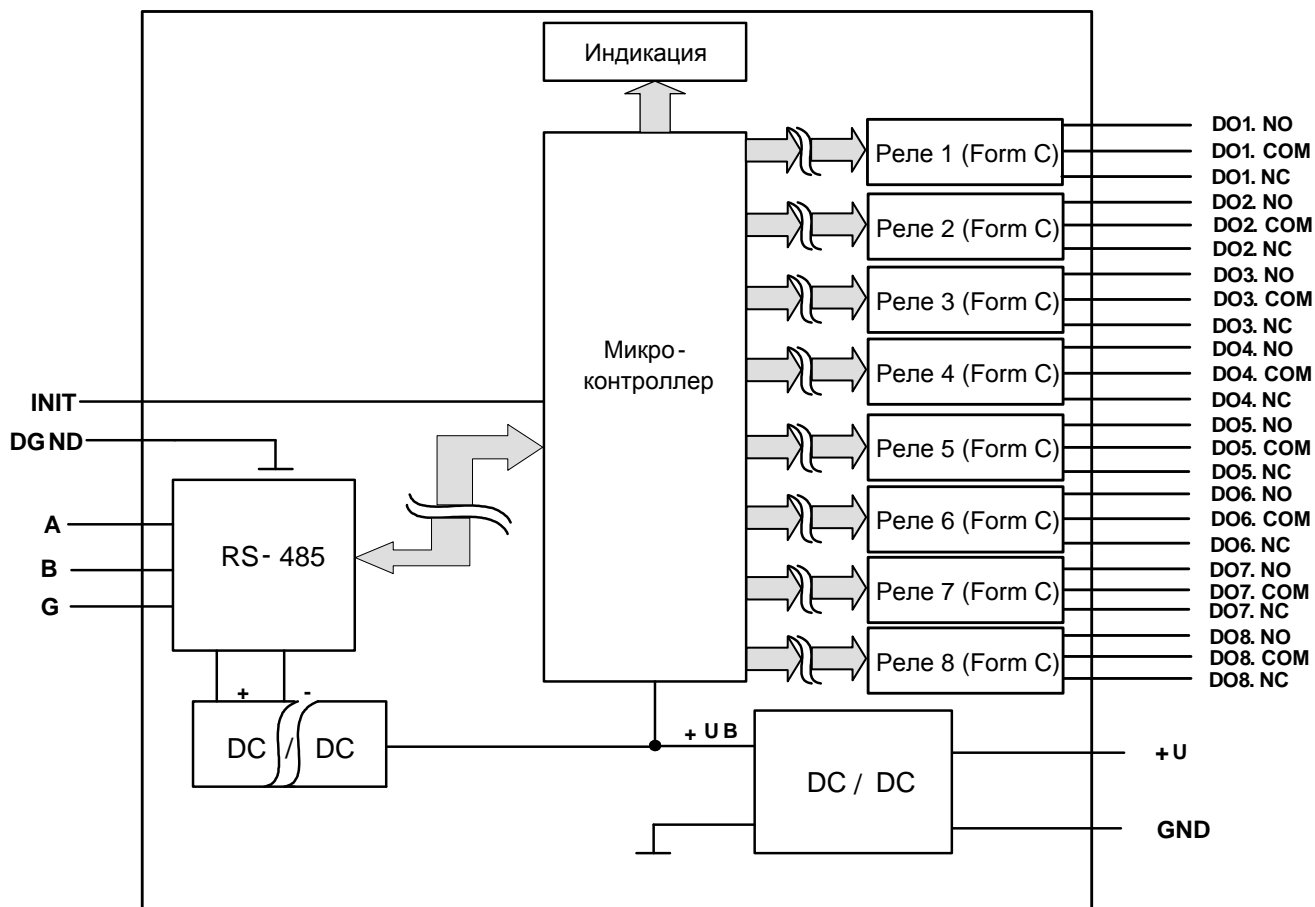 Индикация
Микро-
контроллер
Реле 1 (Form C)
DO1. NO
DO1. COM
DO1. NC
Реле 2 (Form C)
DO2. NO
DO2. COM
DO2. NC
Реле 3 (Form C)
DO3. NO
DO3. COM
DO3. NC
Реле 4 (Form C)
DO4. NO
DO4. COM
DO4. NC
Реле 5 (Form C)
DO5. NO
DO5. COM
DO5. NC
Реле 6 (Form C)
DO6. NO
DO6. COM
DO6. NC
Реле 7 (Form C)
DO7. NO
DO7. COM
DO7. NC
Реле 8 (Form C)
DO8. NO
DO8. COM
DO8. NC
INIT
DGND
A
B
G
RS-485
+ -
DC / DC
+ U B
DC / DC
+U
GND